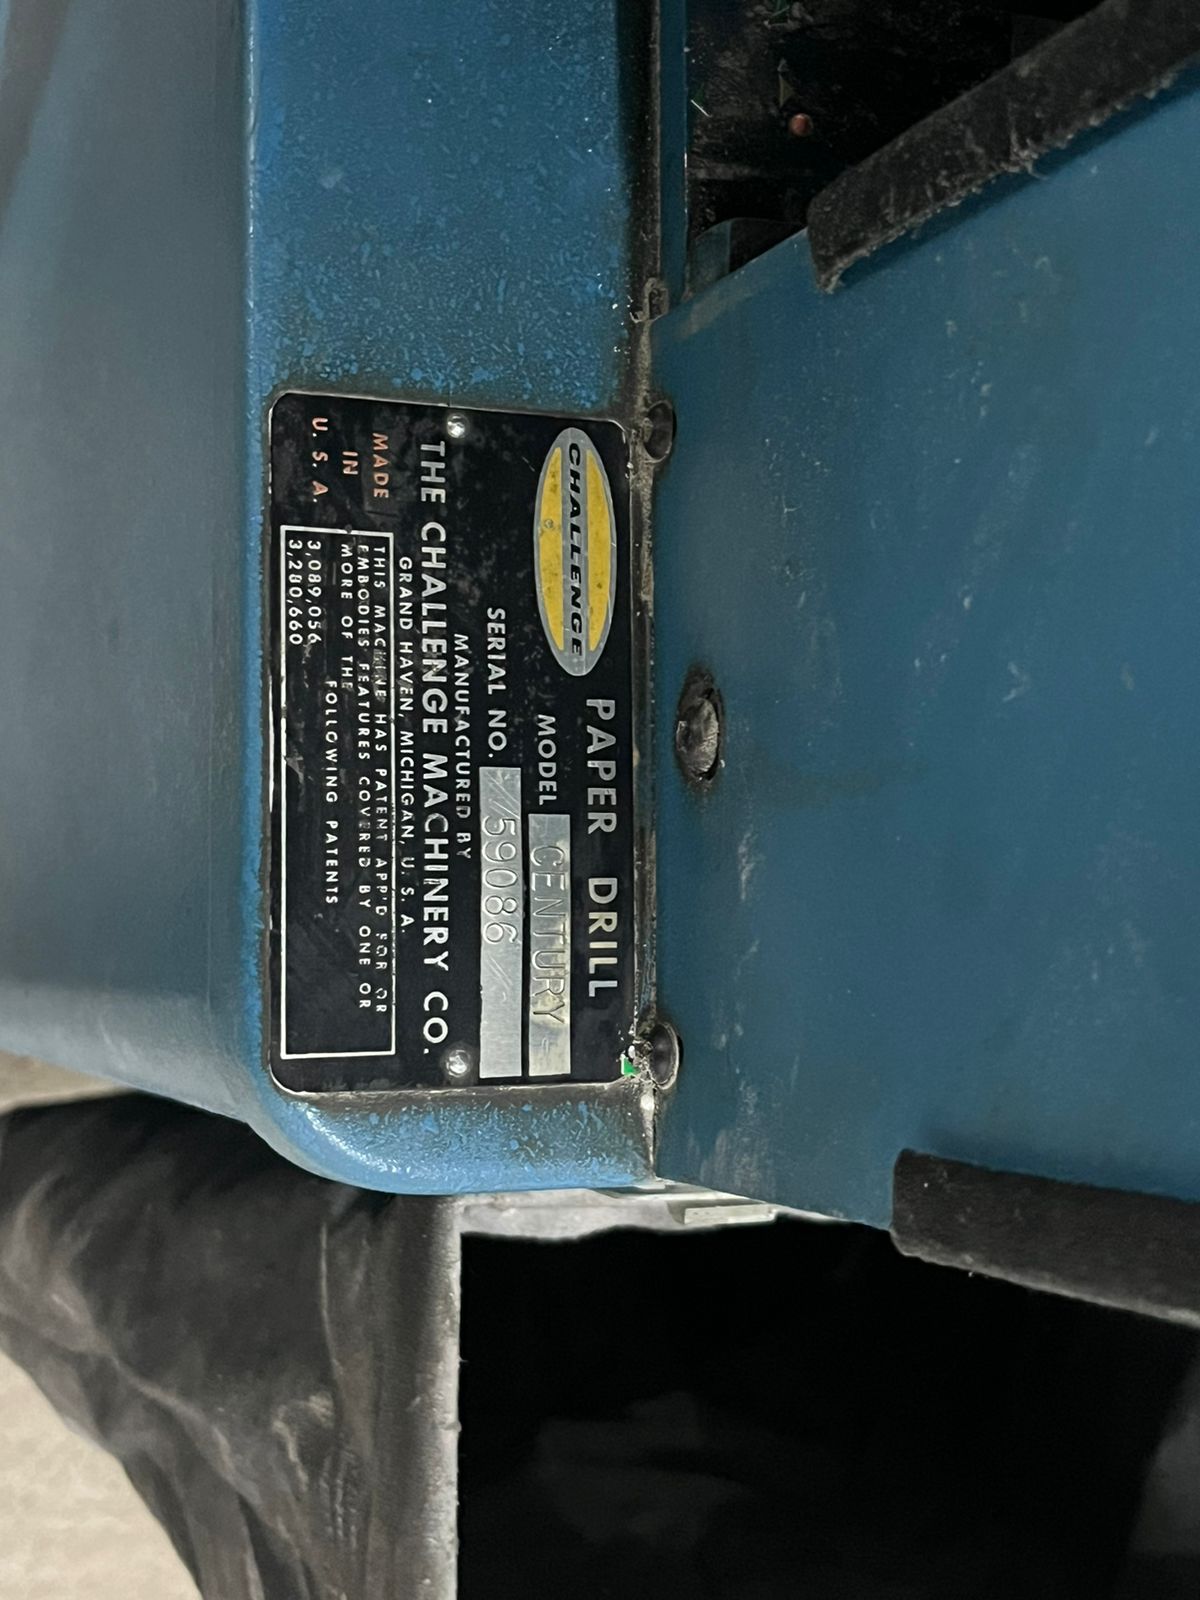 CHALLENGE
PAPER DRILL
MODEL CENTURY
SERIAL NO. 59086
MANUFACTURED BY
THE CHALLENGE MACHINERY CO.
GRAND HAVEN, MICHIGAN, U. S. A.
MADE
IN
U. S. A.
THIS MACHINE HAS PATENT APP'D FOR OR
EMBODIES FEATURES COVERED BY ONE OR
MORE OF THE FOLLOWING PATENTS
3,089,056
3,280,660